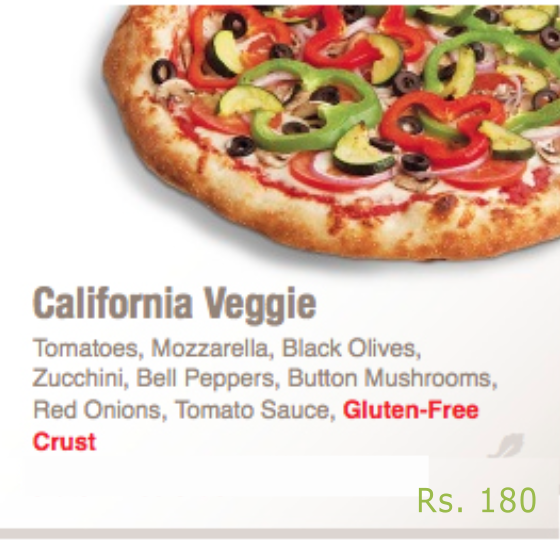 California Veggie
Tomatoes, Mozzarella, Black Olives,
Zucchini, Bell Peppers, Button Mushrooms,
Red Onions, Tomato Sauce, Gluten-Free
Crust
Rs. 180